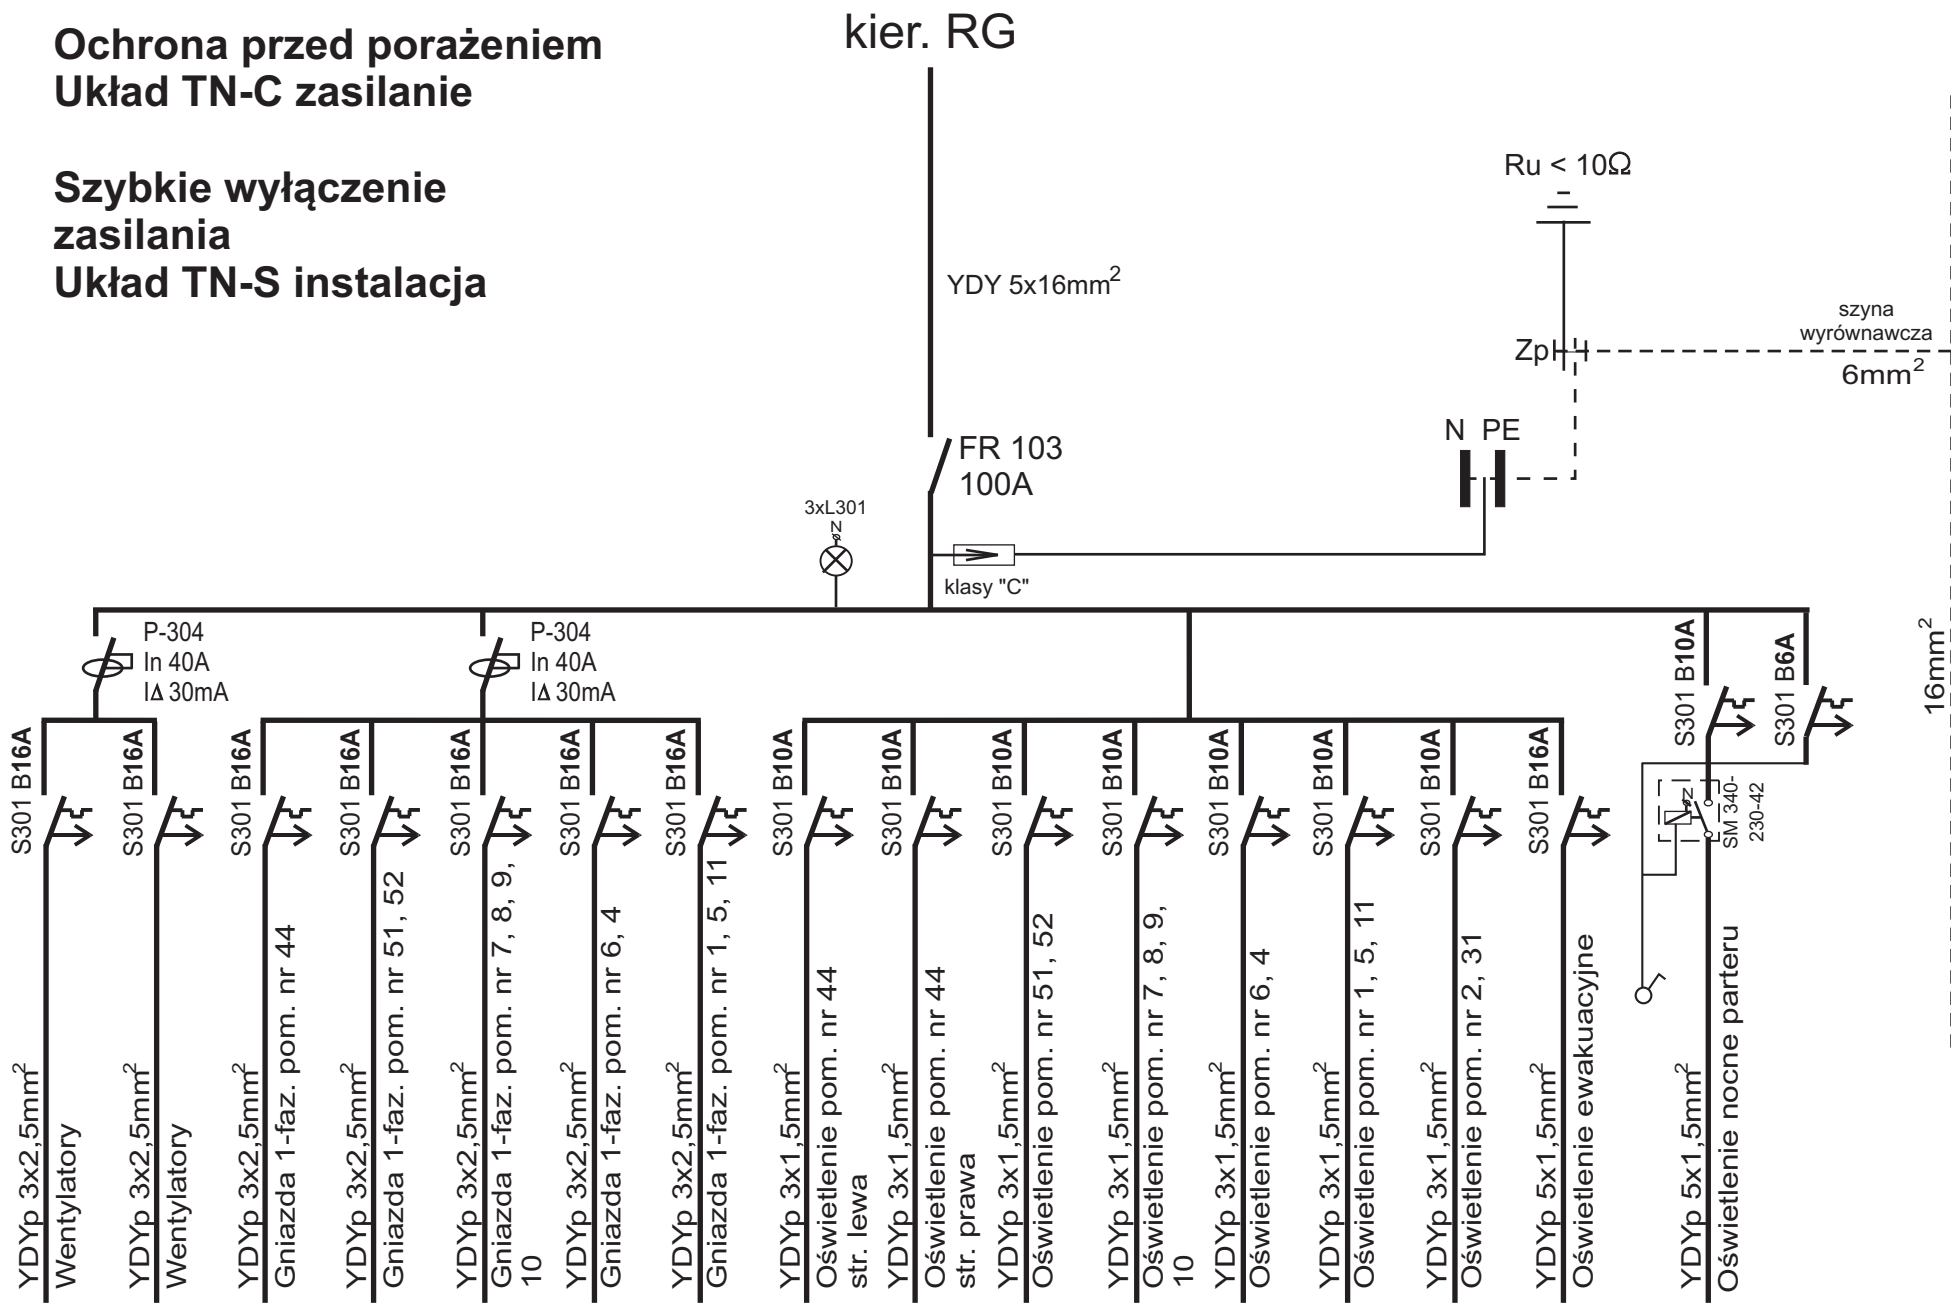 Ochrona przed porażeniem
Układ TN-C zasilanie
Szybkie wyłączenie
zasilania
Układ TN-S instalacja
kier. RG
YDY 5x16mm²
Ru < 10Ω
szyna
wyrównawcza
6mm²
Zp
N PE
FR 103
100A
3xL301
N
klasy "C"
16mm²
P-304
In 40A
IΔ 30mA
P-304
In 40A
IΔ 30mA
S301 B16A
S301 B16A
S301 B16A
S301 B16A
S301 B16A
S301 B16A
S301 B16A
S301 B10A
S301 B10A
S301 B10A
S301 B10A
S301 B10A
S301 B10A
S301 B10A
S301 B16A
S301 B10A
S301 B6A
N
SM 340-
230-42
YDYp 3x2,5mm²
Wentylatory
YDYp 3x2,5mm²
Wentylatory
YDYp 3x2,5mm²
Gniazda 1-faz. pom. nr 44
YDYp 3x2,5mm²
Gniazda 1-faz. pom. nr 51, 52
YDYp 3x2,5mm²
Gniazda 1-faz. pom. nr 7, 8, 9,
10
YDYp 3x2,5mm²
Gniazda 1-faz. pom. nr 6, 4
YDYp 3x2,5mm²
Gniazda 1-faz. pom. nr 1, 5, 11
YDYp 3x1,5mm²
Oświetlenie pom. nr 44
str. lewa
YDYp 3x1,5mm²
Oświetlenie pom. nr 44
str. prawa
YDYp 3x1,5mm²
Oświetlenie pom. nr 51, 52
YDYp 3x1,5mm²
Oświetlenie pom. nr 7, 8, 9,
10
YDYp 3x1,5mm²
Oświetlenie pom. nr 6, 4
YDYp 3x1,5mm²
Oświetlenie pom. nr 1, 5, 11
YDYp 3x1,5mm²
Oświetlenie pom. nr 2, 31
YDYp 5x1,5mm²
Oświetlenie ewakuacyjne
YDYp 5x1,5mm²
Oświetlenie nocne parteru